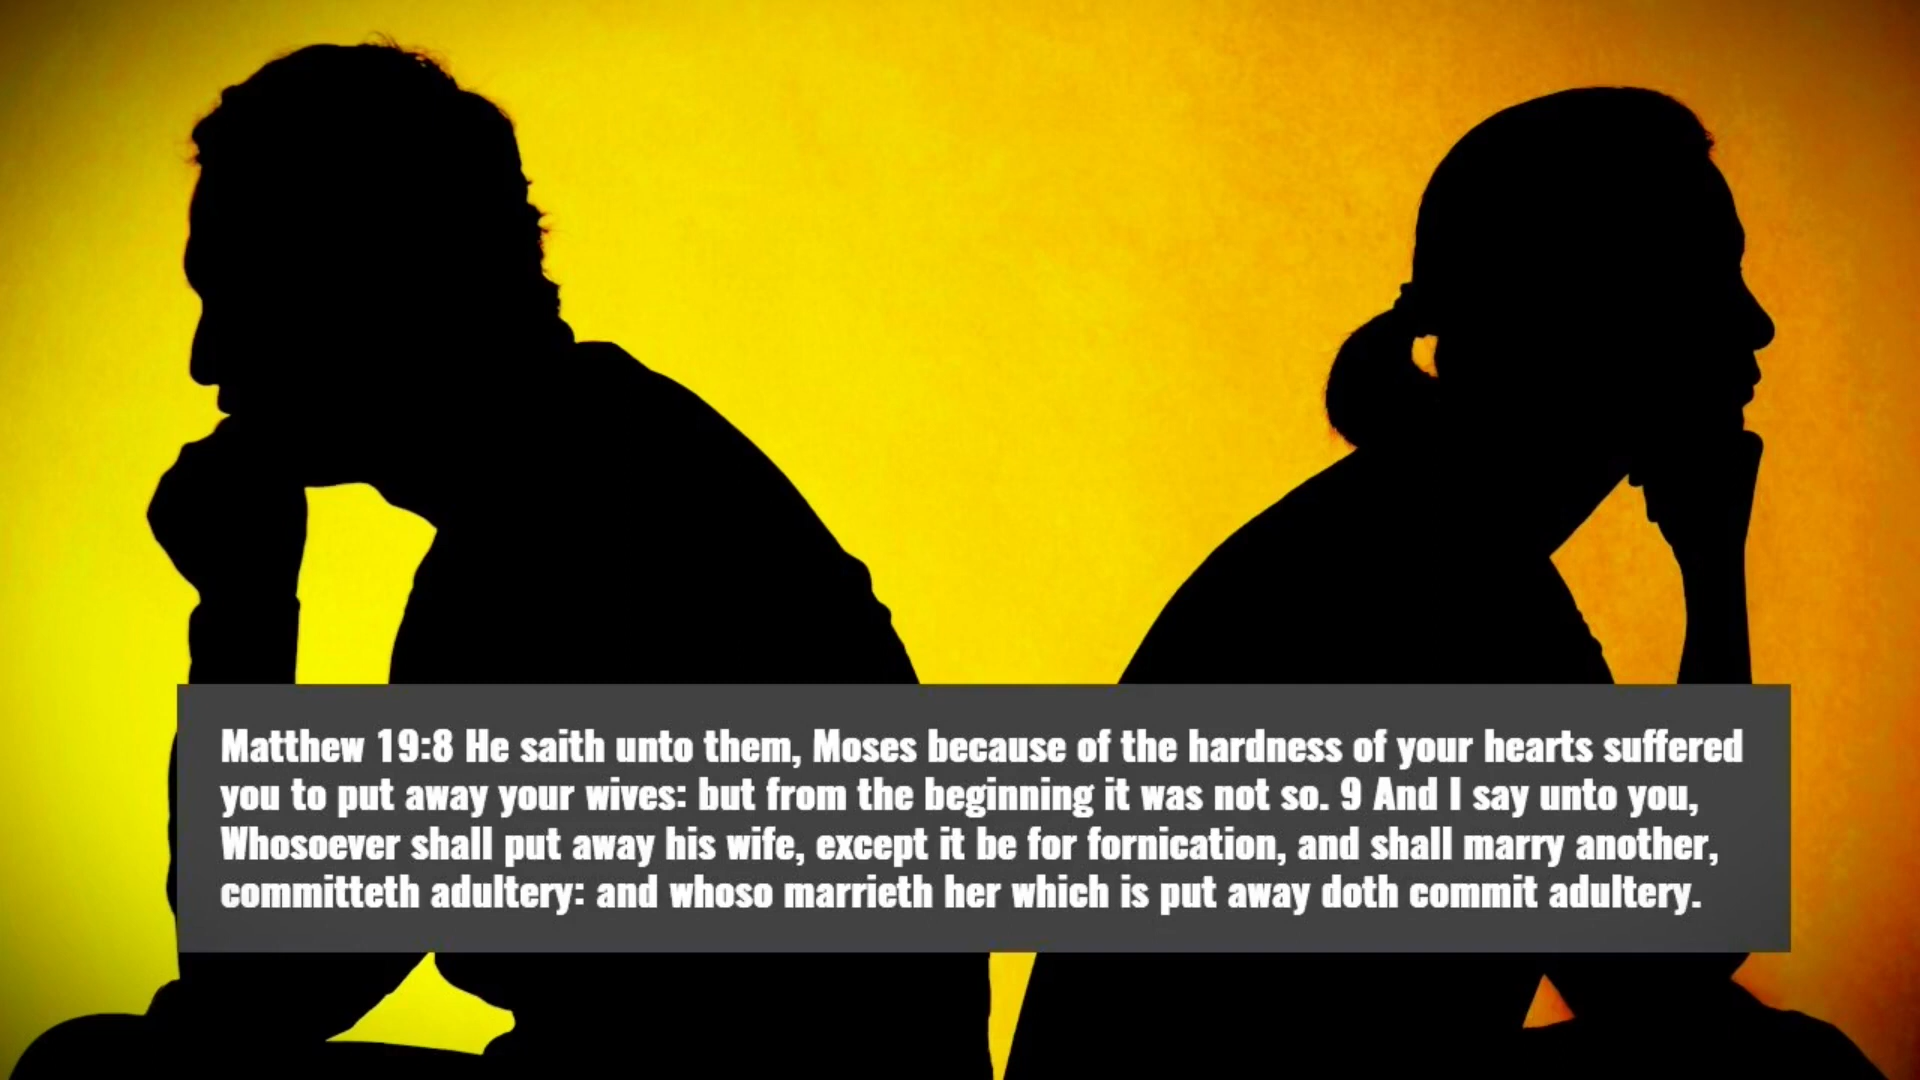 Matthew 19:8 He saith unto them, Moses because of the hardness of your hearts suffered
you to put away your wives: but from the beginning it was not so. 9 And I say unto you,
Whosoever shall put away his wife, except it be for fornication, and shall marry another,
committeth adultery: and whoso marrieth her which is put away doth commit adultery.